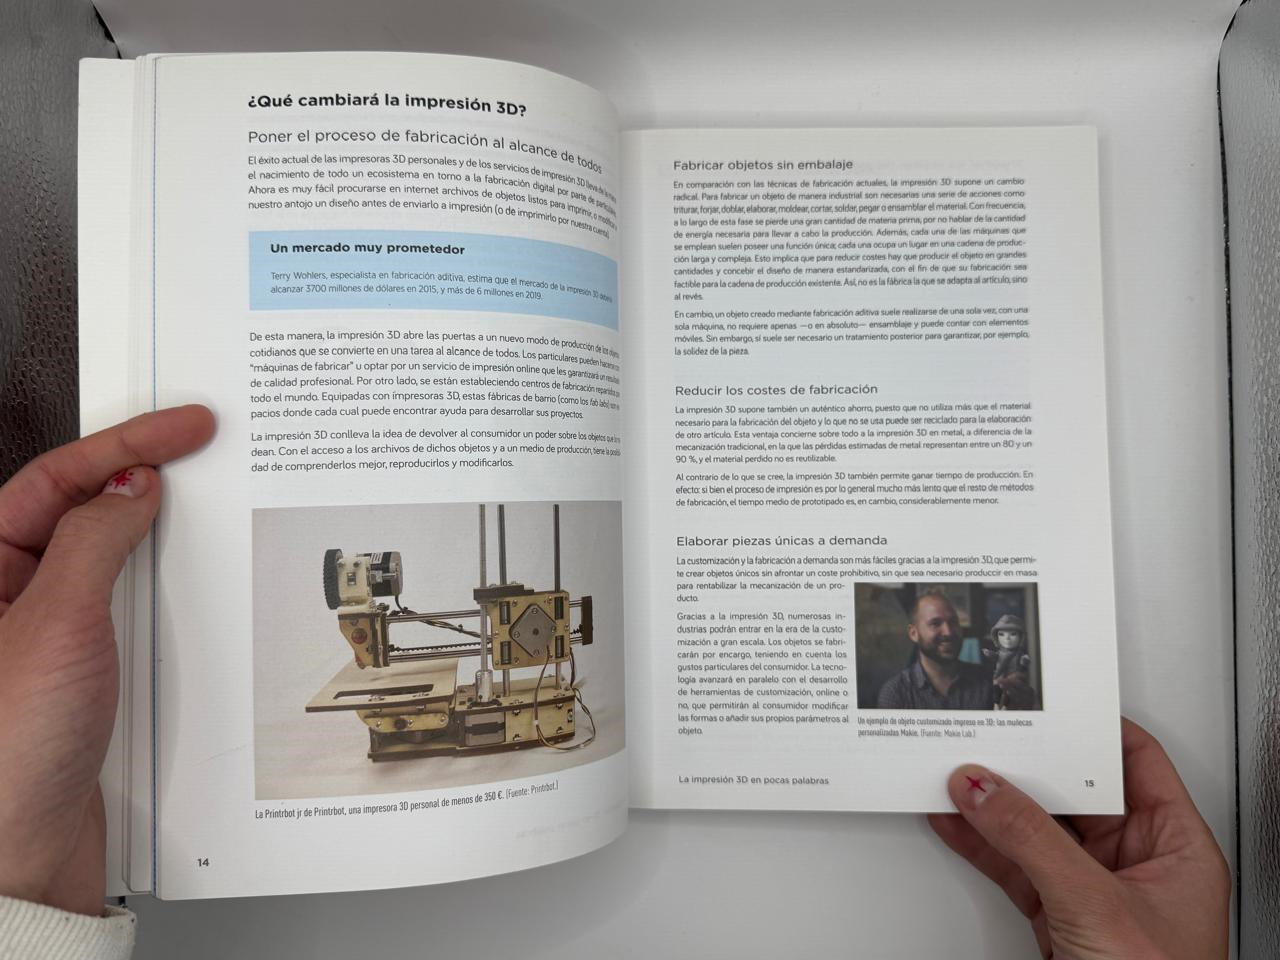 ¿Qué cambiará la impresión 3D?
Poner el proceso de fabricación al alcance de todos
El éxito actual de las impresoras 3D personales y de los servicios de impresión 3D lleva
el nacimiento de todo un ecosistema en torno a la fabricación digital por parte de
Ahora es muy fácil procurarse en internet archivos de objetos listos para imprimir, o
nuestro antojo un diseño antes de enviarlo a impresión (o de imprimirlo por nuestra cuenta)
Un mercado muy prometedor
Terry Wohlers, especialista en fabricación aditiva, estima que el mercado de la impresión 3D
alcanzar 3700 millones de dólares en 2015, y más de 6 millones en 2019.
De esta manera, la impresión 3D abre las puertas a un nuevo modo de producción de
cotidianos que se convierte en una tarea al alcance de todos. Los particulares pueden
"máquinas de fabricar" u optar por un servicio de impresión online que les garantizará un
de calidad profesional. Por otro lado, se están estableciendo centros de fabricación
todo el mundo. Equipadas con impresoras 3D, estas fábricas de barrio (como los fab labs)
pacios donde cada cual puede encontrar ayuda para desarrollar sus proyectos.
La impresión 3D conlleva la idea de devolver al consumidor un poder sobre los objetos que
dean. Con el acceso a los archivos de dichos objetos y a un medio de producción, tiene la
dad de comprenderlos mejor, reproducirlos y modificarlos.
La Printrbot jr de Printrbot, una impresora 3D personal de menos de 350 €. (Fuente: Printrbot.)
14
Fabricar objetos sin embalaje
En comparación con las técnicas de fabricación actuales, la impresión 3D supone un cambio
radical. Para fabricar un objeto de manera industrial son necesarias una serie de acciones como
triturar, forjar, doblar, elaborar, moldear, cortar, soldar, pegar o ensamblar el material. Con frecuencia,
a lo largo de esta fase se pierde una gran cantidad de materia prima, por no hablar de la cantidad
de energía necesaria para llevar a cabo la producción. Además, cada una de las máquinas que
se emplean suelen poseer una función única; cada una ocupa un lugar en una cadena de produc-
ción larga y compleja. Esto implica que para reducir costes hay que producir el objeto en grandes
cantidades y concebir el diseño de manera estandarizada, con el fin de que su fabricación sea
factible para la cadena de producción existente. Así, no es la fábrica la que se adapta al artículo, sino
al revés.
En cambio, un objeto creado mediante fabricación aditiva suele realizarse de una sola vez, con una
sola máquina, no requiere apenas —o en absoluto— ensamblaje y puede contar con elementos
móviles. Sin embargo, sí suele ser necesario un tratamiento posterior para garantizar, por ejemplo,
la solidez de la pieza.
Reducir los costes de fabricación
La impresión 3D supone también un auténtico ahorro, puesto que no utiliza más que el material
necesario para la fabricación del objeto y lo que no se usa puede ser reciclado para la elaboración
de otro artículo. Esta ventaja concierne sobre todo a la impresión 3D en metal, a diferencia de la
mecanización tradicional, en la que las pérdidas estimadas de metal representan entre un 80 y un
90 %, y el material perdido no es reutilizable.
Al contrario de lo que se cree, la impresión 3D también permite ganar tiempo de producción. En
efecto: si bien el proceso de impresión es por lo general mucho más lento que el resto de métodos
de fabricación, el tiempo medio de prototipado es, en cambio, considerablemente menor.
Elaborar piezas únicas a demanda
La customización y la fabricación a demanda son más fáciles gracias a la impresión 3D, que permi-
te crear objetos únicos sin afrontar un coste prohibitivo, sin que sea necesario produccir en masa
para rentabilizar la mecanización de un pro-
ducto.
Gracias a la impresión 3D, numerosas in-
dustrias podrán entrar en la era de la custo-
mización a gran escala. Los objetos se fabri-
carán por encargo, teniendo en cuenta los
gustos particulares del consumidor. La tecno-
logía avanzará en paralelo con el desarrollo
de herramientas de customización, online o
no, que permitirán al consumidor modificar
las formas o añadir sus propios parámetros al
objeto.
Un ejemplo de objeto customizado impreso en 3D: las muñecas
personalizadas Makie. (Fuente: Makie Lab.)
La impresión 3D en pocas palabras
15